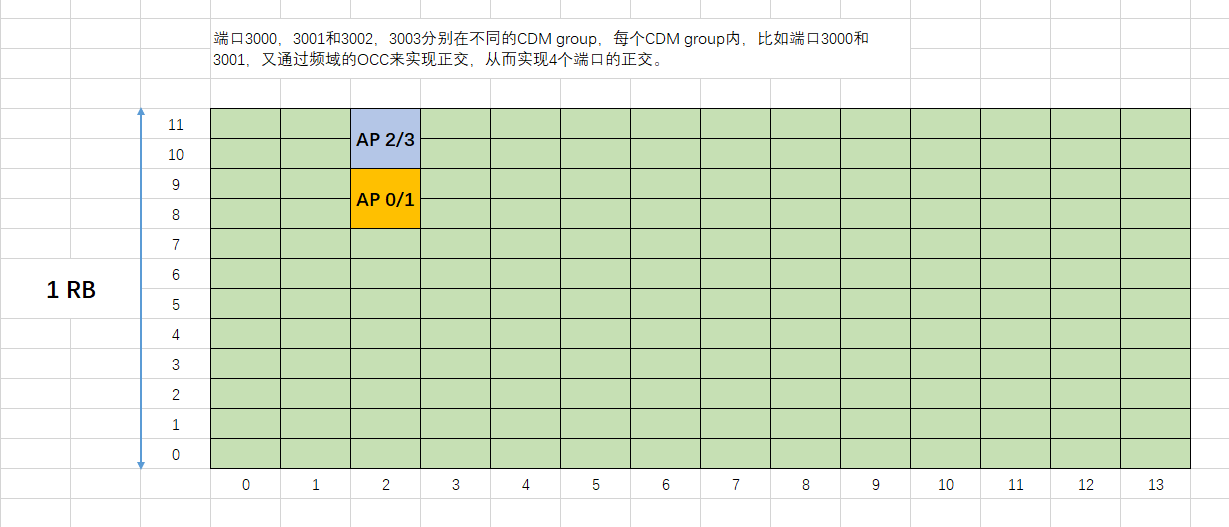 端口3000，3001和3002，3003分别在不同的CDM group，每个CDM group内，比如端口3000和
3001，又通过频域的OCC来实现正交，从而实现4个端口的正交。
11
AP 2/3
10
9
AP 0/1
8
7
6
1 RB
5
4
3
2
1
0
0 1 2 3 4 5 6 7 8 9 10 11 12 13